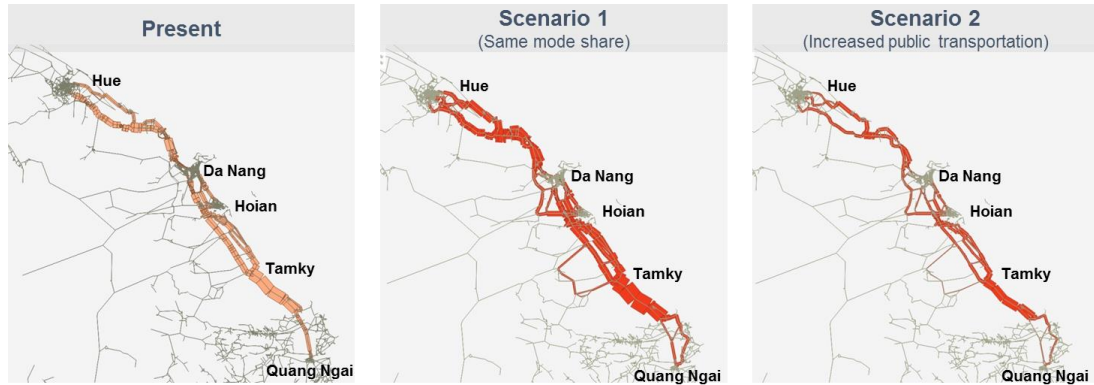 Present
Hue
Da Nang
Hoian
Tamky
Quang Ngai
Scenario 1
(Same mode share)
Hue
Da Nang
Hoian
Tamky
Quang Ngai
Scenario 2
(Increased public transportation)
Hue
Da Nang
Hoian
Tamky
Quang Ngai